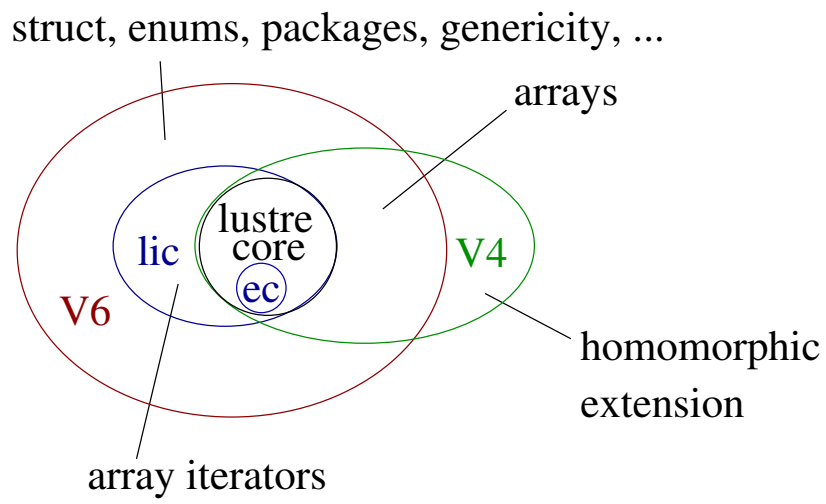 struct, enums, packages, genericity, ...
arrays
lustre
core
lic
V4
ec
V6
homomorphic
extension
array iterators